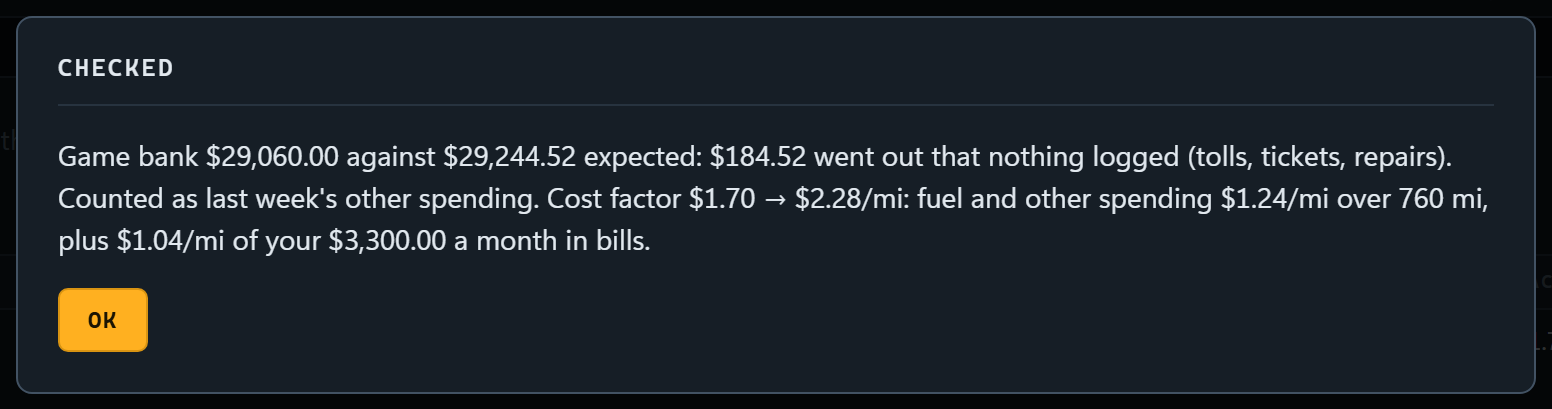 CHECKED
Game bank $29,060.00 against $29,244.52 expected: $184.52 went out that nothing logged (tolls, tickets, repairs).
Counted as last week's other spending. Cost factor $1.70 → $2.28/mi: fuel and other spending $1.24/mi over 760 mi,
plus $1.04/mi of your $3,300.00 a month in bills.
OK